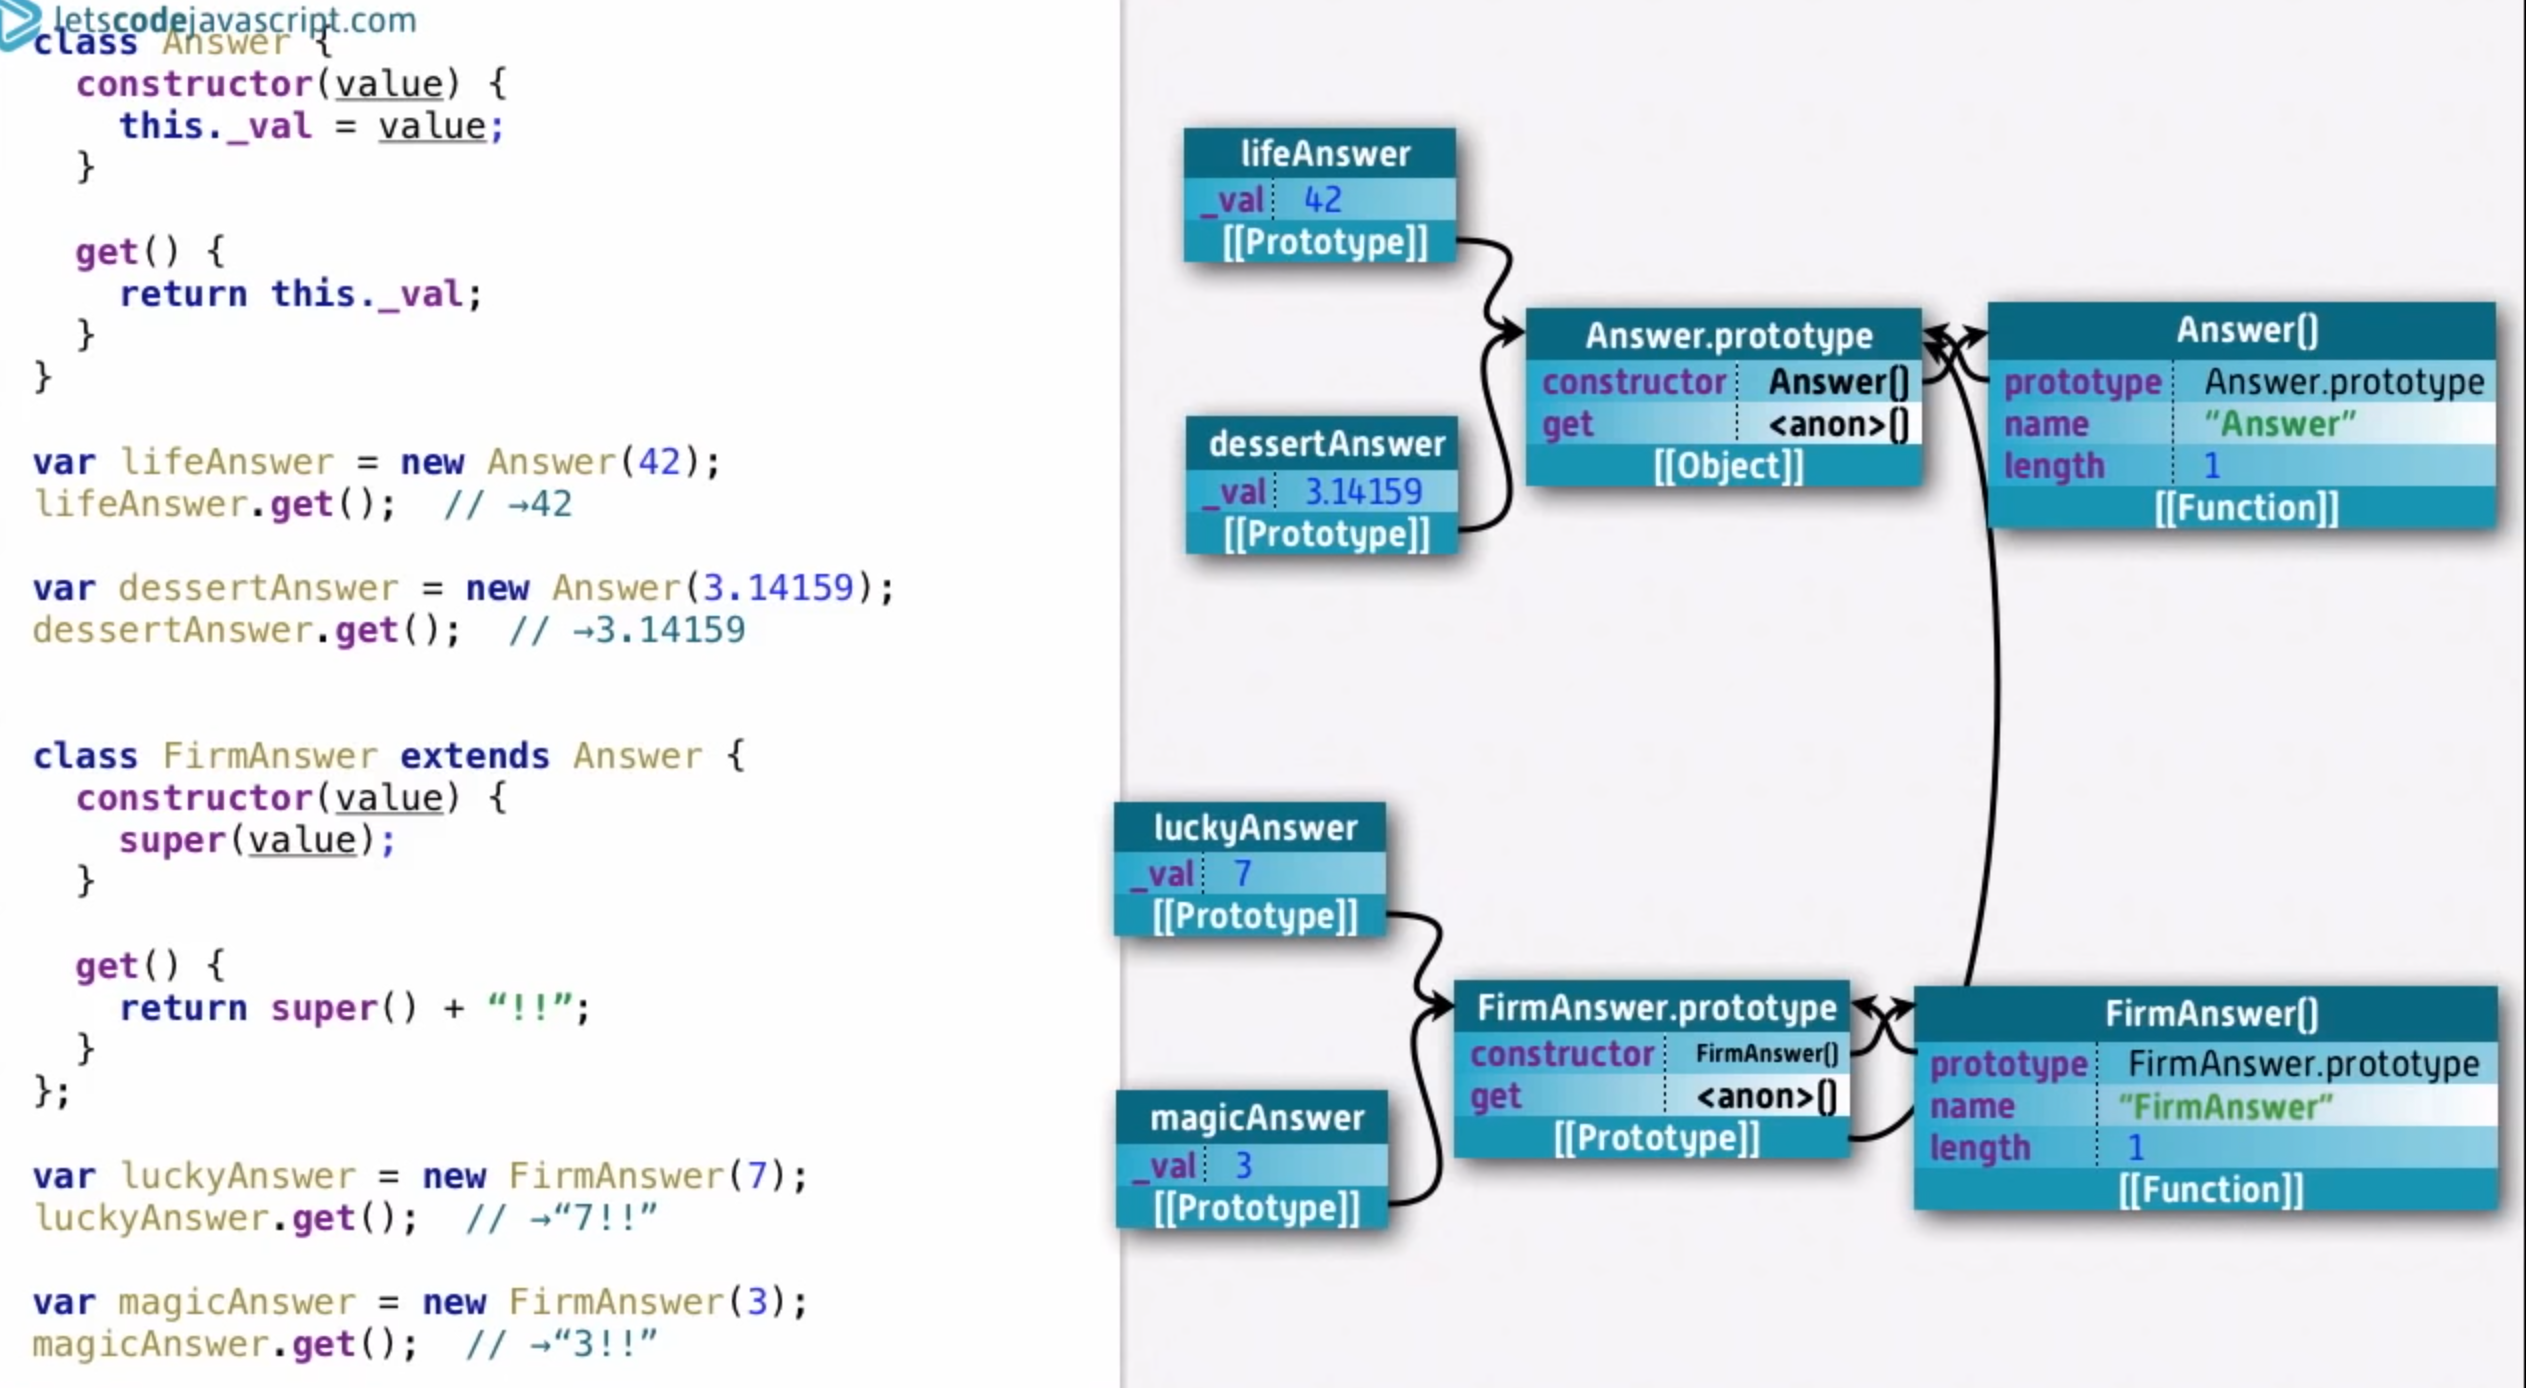 letscodejavascript.com
class Answer {
constructor(value) {
this._val = value;
}
get() {
return this._val;
}
}
var lifeAnswer = new Answer(42);
lifeAnswer.get();  // →42
var dessertAnswer = new Answer(3.14159);
dessertAnswer.get();  // →3.14159
class FirmAnswer extends Answer {
constructor(value) {
super(value);
}
get() {
return super() + “!!”;
}
};
var luckyAnswer = new FirmAnswer(7);
luckyAnswer.get();  // →“7!!”
var magicAnswer = new FirmAnswer(3);
magicAnswer.get();  // →“3!!”
lifeAnswer
_val 42
[[Prototype]]
dessertAnswer
_val 3.14159
[[Prototype]]
Answer.prototype
constructor Answer()
get <anon>()
[[Object]]
Answer()
prototype Answer.prototype
name “Answer”
length 1
[[Function]]
luckyAnswer
_val 7
[[Prototype]]
magicAnswer
_val 3
[[Prototype]]
FirmAnswer.prototype
constructor FirmAnswer()
get <anon>()
[[Prototype]]
FirmAnswer()
prototype FirmAnswer.prototype
name “FirmAnswer”
length 1
[[Function]]